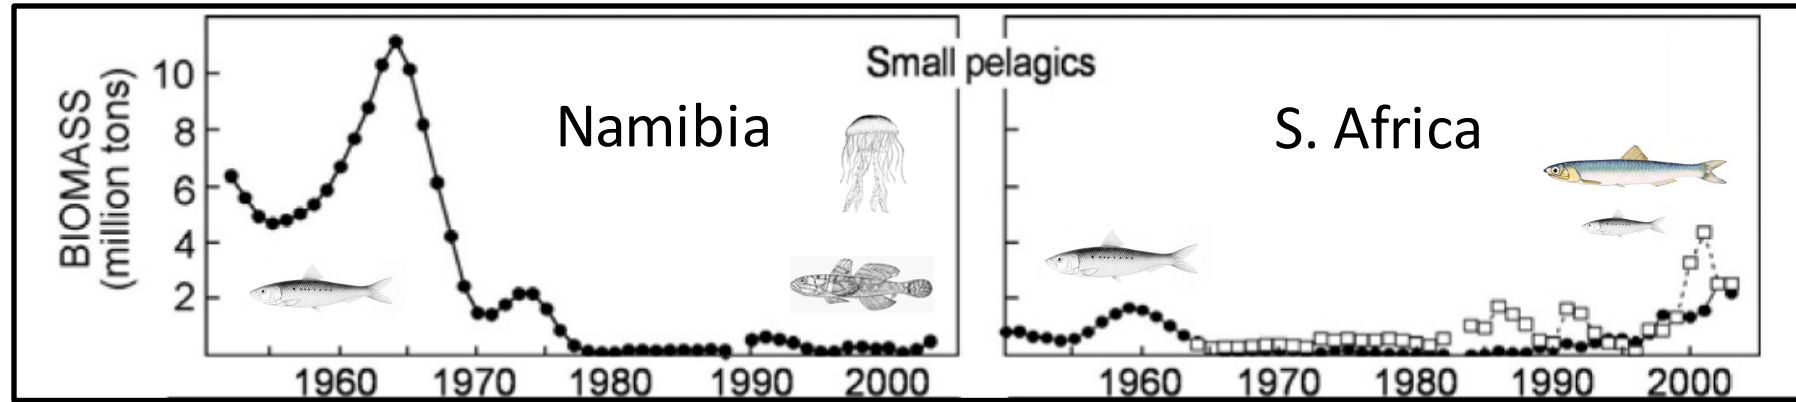 Small pelagics
BIOMASS
(million tons)
10
8
6
4
2
Namibia
S. Africa
1960 1970 1980 1990 2000
1960 1970 1980 1990 2000